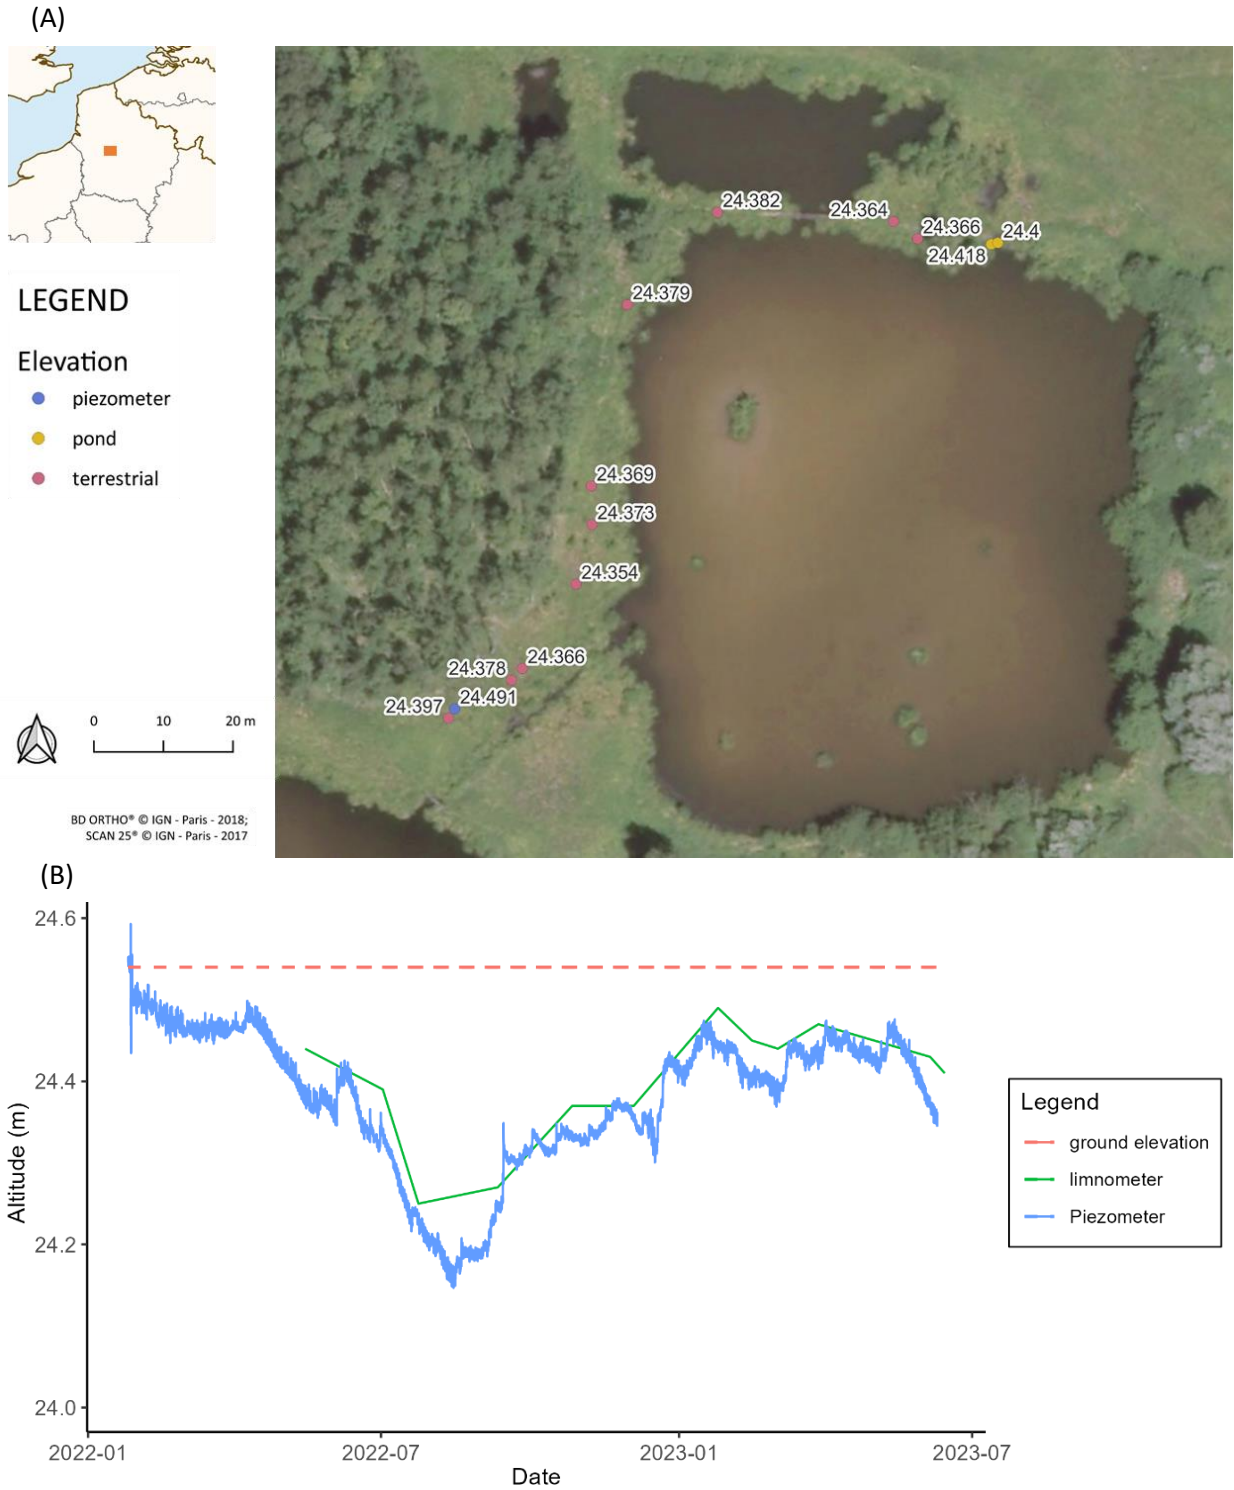 (A)
LEGEND
Elevation
piezometer
pond
terrestrial
0 10 20 m
BD ORTHO® © IGN - Paris - 2018;
SCAN 25® © IGN - Paris - 2017
24.382
24.364
24.366
24.4
24.418
24.379
24.369
24.373
24.354
24.366
24.378
24.491
24.397
(B)
24.6
24.4
24.2
24.0
Altitude (m)
2022-01 2022-07 2023-01 2023-07
Date
Legend
ground elevation
limnometer
Piezometer